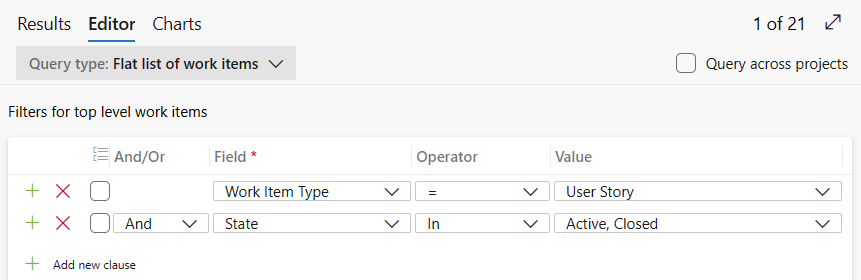 Results Editor Charts 1 of 21
Query type: Flat list of work items Query across projects
Filters for top level work items
And/Or Field * Operator Value
Work Item Type = User Story
And State In Active, Closed
Add new clause